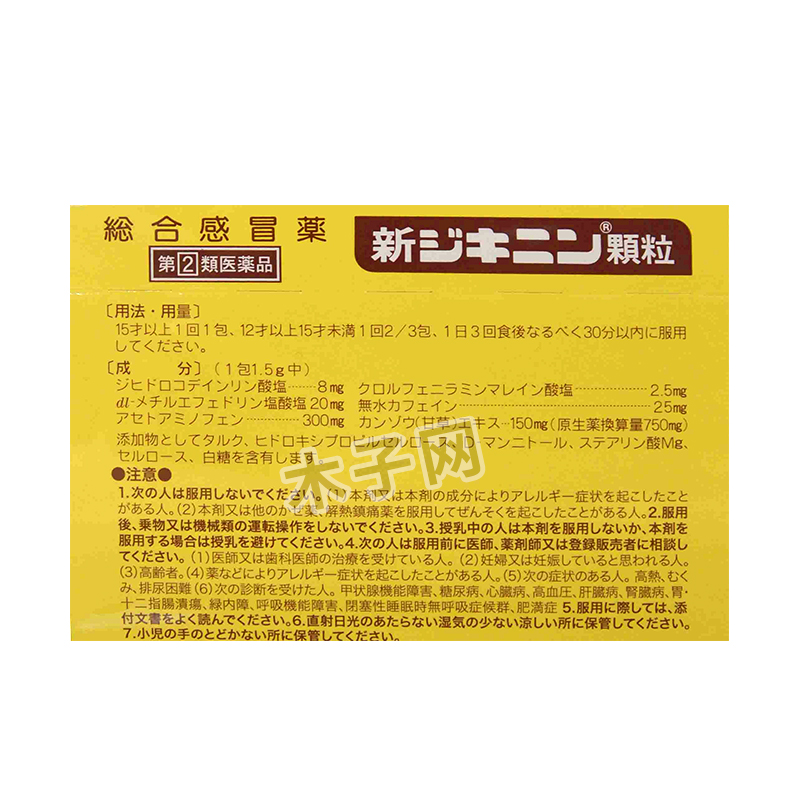 総合感冒薬
第②類医薬品
新ジキニン®顆粒
〔用法・用量〕
15才以上1回1包、12才以上15才未満1回2/3包、1日3回食後なるべく30分以内に服用
してください。
〔成　　分〕（1包1.5g中）
ジヒドロコデインリン酸塩……8mg　クロルフェニラミンマレイン酸塩……2.5mg
dl-メチルエフェドリン塩酸塩20mg　無水カフェイン……25mg
アセトアミノフェン……300mg　カンゾウ(甘草)エキス…150mg（原生薬換算量750mg）
添加物としてタルク、ヒドロキシプロピルセルロース、D-マンニトール、ステアリン酸Mg、
セルロース、白糖を含有します。
●注意●
1.次の人は服用しないでください。(1)本剤又は本剤の成分によりアレルギー症状を起こしたこと
がある人。(2)本剤又は他のかぜ薬、解熱鎮痛薬を服用してぜんそくを起こしたことがある人。2.服用
後、乗物又は機械類の運転操作をしないでください。3.授乳中の人は本剤を服用しないか、本剤を
服用する場合は授乳を避けてください。4.次の人は服用前に医師、薬剤師又は登録販売者に相談し
てください。(1)医師又は歯科医師の治療を受けている人。(2)妊婦又は妊娠していると思われる人。
(3)高齢者。(4)薬などによりアレルギー症状を起こしたことがある人。(5)次の症状のある人。高熱、むく
み、排尿困難(6)次の診断を受けた人。甲状腺機能障害、糖尿病、心臓病、高血圧、肝臓病、腎臓病、胃・
十二指腸潰瘍、緑内障、呼吸機能障害、閉塞性睡眠時無呼吸症候群、肥満症 5.服用に際しては、添
付文書をよく読んでください。6.直射日光のあたらない湿気の少ない涼しい所に保管してください。
7.小児の手のとどかない所に保管してください。
木子网